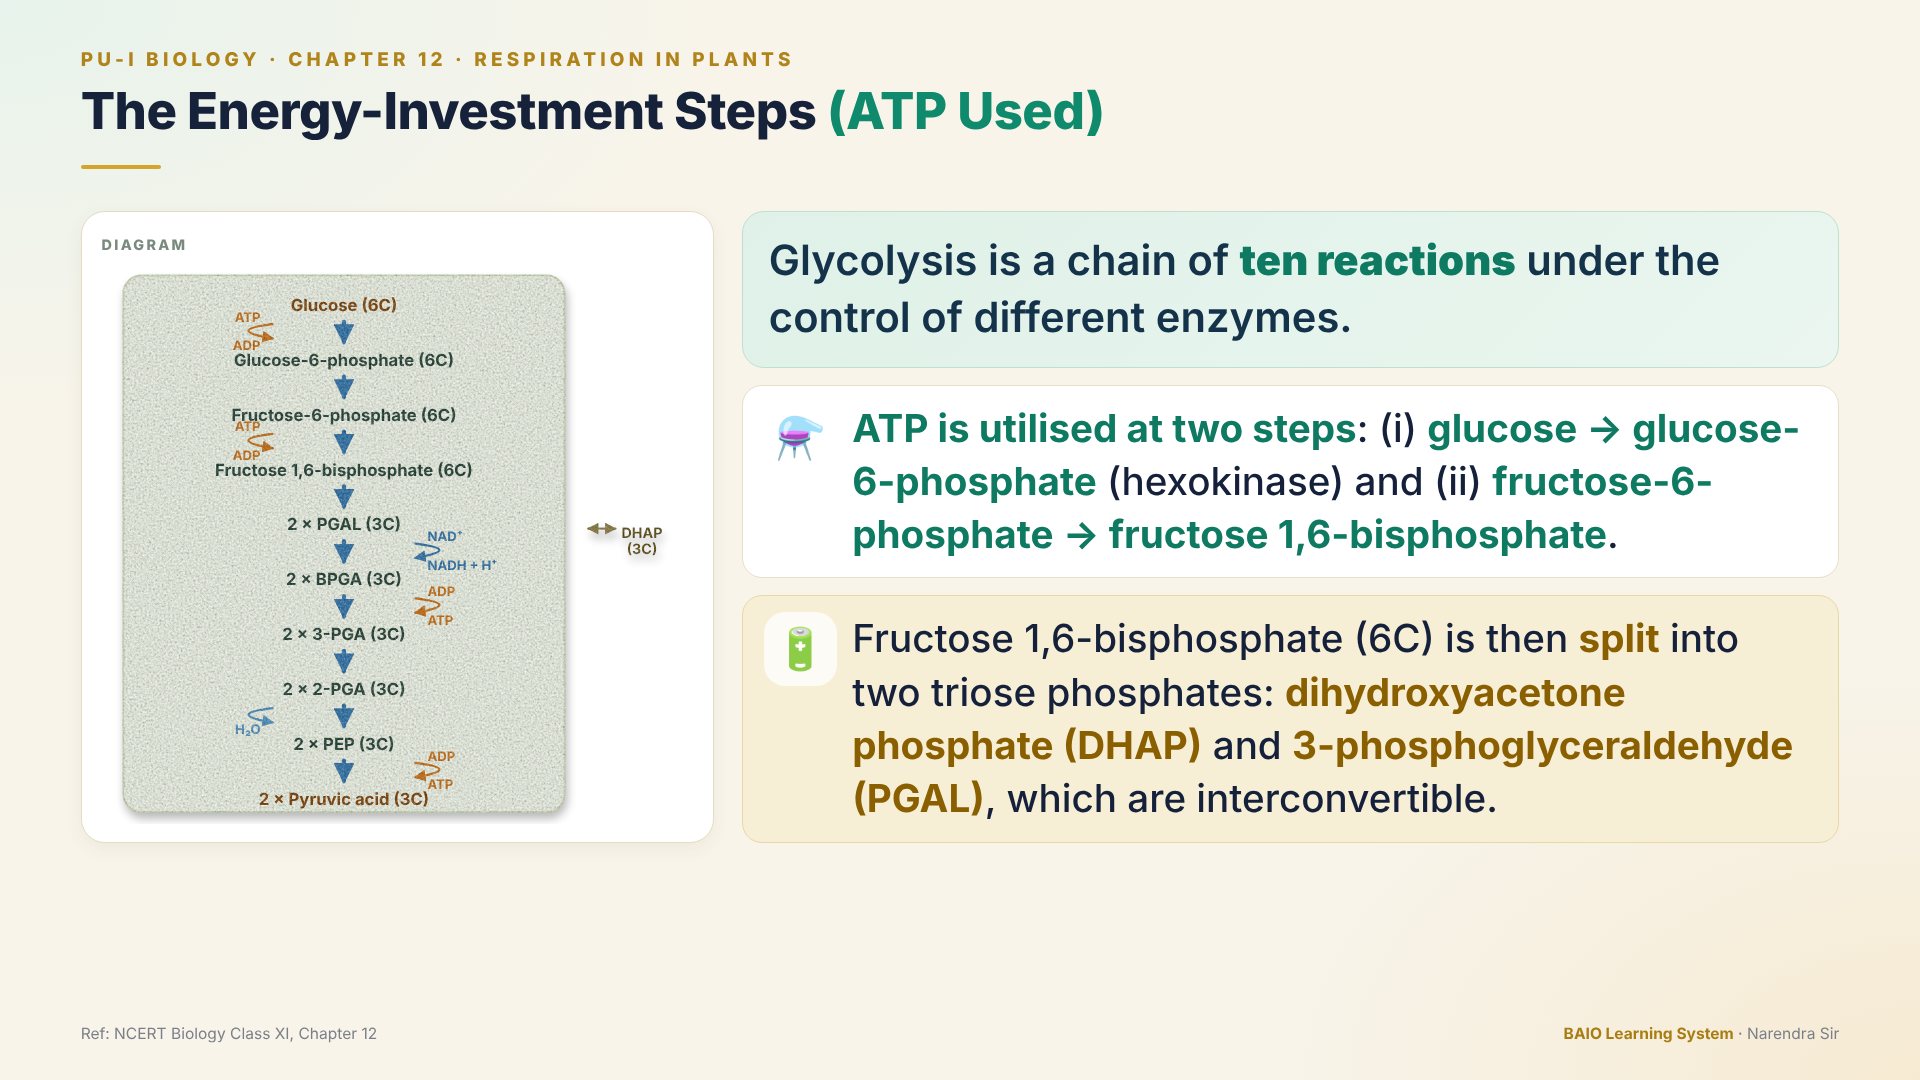 PU-I BIOLOGY · CHAPTER 12 · RESPIRATION IN PLANTS
The Energy-Investment Steps (ATP Used)
DIAGRAM
Glucose (6C)
ATP
ADP
Glucose-6-phosphate (6C)
Fructose-6-phosphate (6C)
ATP
ADP
Fructose 1,6-bisphosphate (6C)
2 × PGAL (3C)
DHAP
(3C)
NAD⁺
NADH + H⁺
2 × BPGA (3C)
ADP
ATP
2 × 3-PGA (3C)
2 × 2-PGA (3C)
H₂O
2 × PEP (3C)
ADP
ATP
2 × Pyruvic acid (3C)
Glycolysis is a chain of ten reactions under the
control of different enzymes.
ATP is utilised at two steps: (i) glucose → glucose-
6-phosphate (hexokinase) and (ii) fructose-6-
phosphate → fructose 1,6-bisphosphate.
Fructose 1,6-bisphosphate (6C) is then split into
two triose phosphates: dihydroxyacetone
phosphate (DHAP) and 3-phosphoglyceraldehyde
(PGAL), which are interconvertible.
Ref: NCERT Biology Class XI, Chapter 12
BAIO Learning System · Narendra Sir